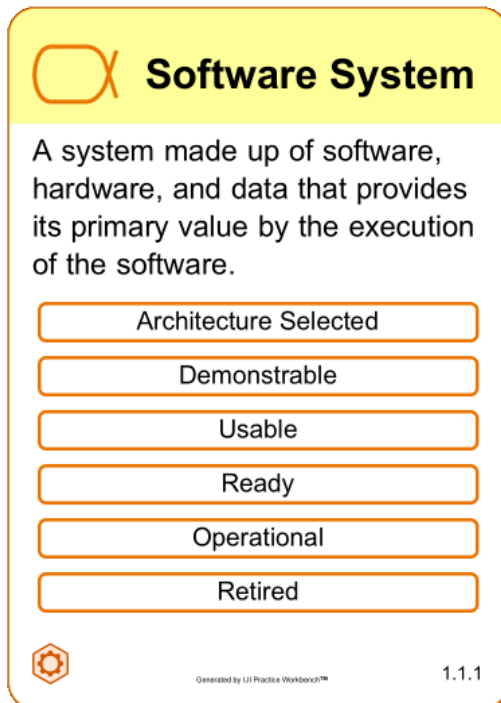 Software System
A system made up of software,
hardware, and data that provides
its primary value by the execution
of the software.
Architecture Selected
Demonstrable
Usable
Ready
Operational
Retired
Generated by IJI Practice Workbench™
1.1.1